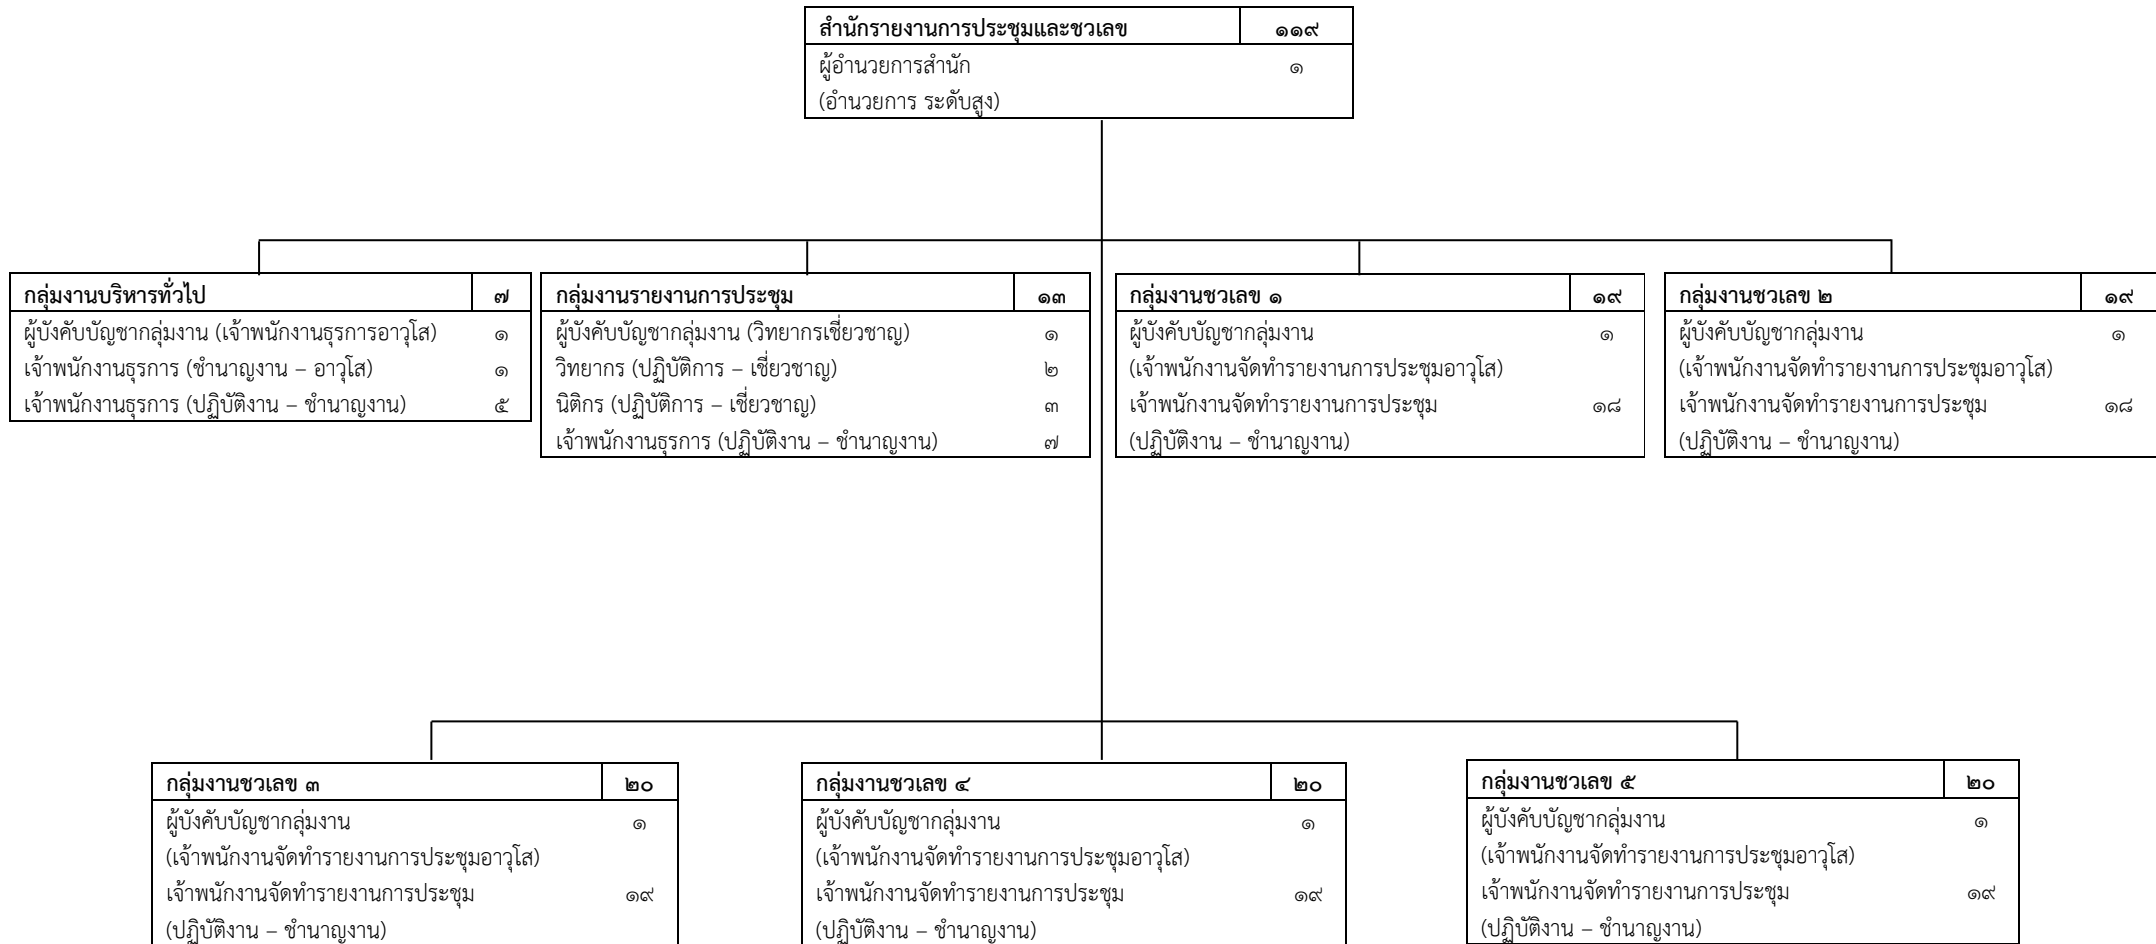 สำนักรายงานการประชุมและชวเลข ๑๑๙
ผู้อำนวยการสำนัก ๑
(อำนวยการ ระดับสูง)
กลุ่มงานบริหารทั่วไป ๗
ผู้บังคับบัญชากลุ่มงาน (เจ้าพนักงานธุรการอาวุโส) ๑
เจ้าพนักงานธุรการ (ชำนาญงาน – อาวุโส) ๑
เจ้าพนักงานธุรการ (ปฏิบัติงาน – ชำนาญงาน) ๕
กลุ่มงานรายงานการประชุม ๑๓
ผู้บังคับบัญชากลุ่มงาน (วิทยากรเชี่ยวชาญ) ๑
วิทยากร (ปฏิบัติการ – เชี่ยวชาญ) ๒
นิติกร (ปฏิบัติการ – เชี่ยวชาญ) ๓
เจ้าพนักงานธุรการ (ปฏิบัติงาน – ชำนาญงาน) ๗
กลุ่มงานชวเลข ๑ ๑๙
ผู้บังคับบัญชากลุ่มงาน ๑
(เจ้าพนักงานจัดทำรายงานการประชุมอาวุโส)
เจ้าพนักงานจัดทำรายงานการประชุม ๑๘
(ปฏิบัติงาน – ชำนาญงาน)
กลุ่มงานชวเลข ๒ ๑๙
ผู้บังคับบัญชากลุ่มงาน ๑
(เจ้าพนักงานจัดทำรายงานการประชุมอาวุโส)
เจ้าพนักงานจัดทำรายงานการประชุม ๑๘
(ปฏิบัติงาน – ชำนาญงาน)
กลุ่มงานชวเลข ๓ ๒๐
ผู้บังคับบัญชากลุ่มงาน ๑
(เจ้าพนักงานจัดทำรายงานการประชุมอาวุโส)
เจ้าพนักงานจัดทำรายงานการประชุม ๑๙
(ปฏิบัติงาน – ชำนาญงาน)
กลุ่มงานชวเลข ๔ ๒๐
ผู้บังคับบัญชากลุ่มงาน ๑
(เจ้าพนักงานจัดทำรายงานการประชุมอาวุโส)
เจ้าพนักงานจัดทำรายงานการประชุม ๑๙
(ปฏิบัติงาน – ชำนาญงาน)
กลุ่มงานชวเลข ๕ ๒๐
ผู้บังคับบัญชากลุ่มงาน ๑
(เจ้าพนักงานจัดทำรายงานการประชุมอาวุโส)
เจ้าพนักงานจัดทำรายงานการประชุม ๑๙
(ปฏิบัติงาน – ชำนาญงาน)